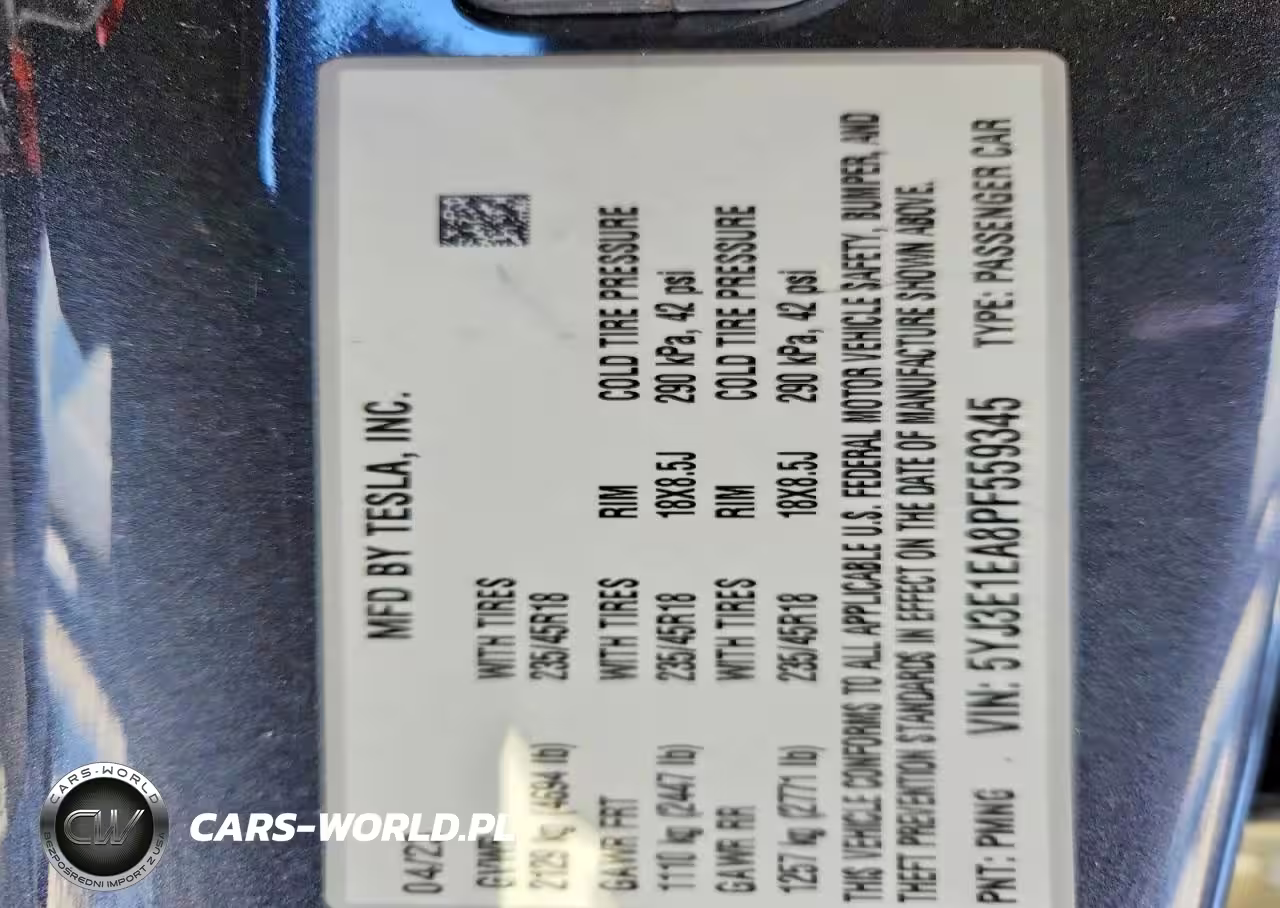 MFD BY TESLA, INC.
04/2
GVWR WITH TIRES
2129 kg (4694 lb) 235/45R18
GAWR FRT WITH TIRES RIM COLD TIRE PRESSURE
1110 kg (2447 lb) 235/45R18 18X8.5J 290 kPa, 42 psi
GAWR RR WITH TIRES RIM COLD TIRE PRESSURE
1257 kg (2771 lb) 235/45R18 18X8.5J 290 kPa, 42 psi
THIS VEHICLE CONFORMS TO ALL APPLICABLE U.S. FEDERAL MOTOR VEHICLE SAFETY, BUMPER, AND
THEFT PREVENTION STANDARDS IN EFFECT ON THE DATE OF MANUFACTURE SHOWN ABOVE.
PNT: PMNG VIN: 5YJ3E1EA8PF559345 TYPE: PASSENGER CAR
CARS-WORLD
CW
BEZPOŚREDNI IMPORT Z USA
CARS-WORLD.PL